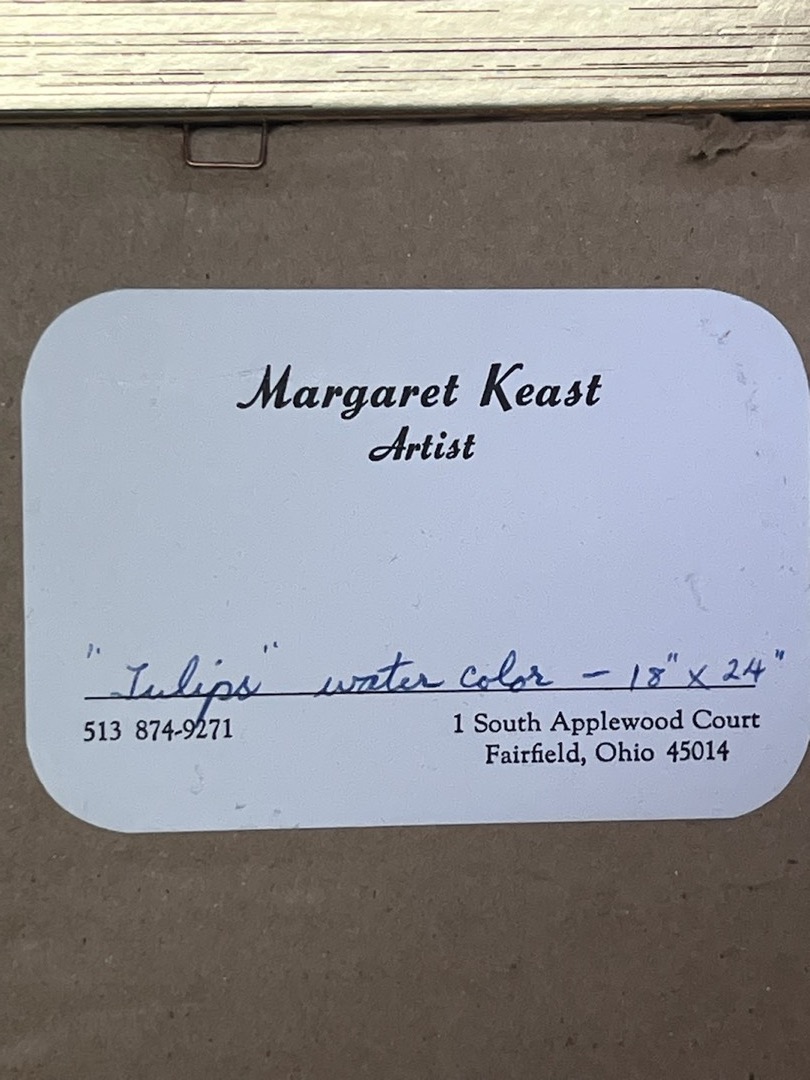 Margaret Keast
Artist
"Tulips" water color - 18" x 24"
513 874-9271
1 South Applewood Court
Fairfield, Ohio 45014